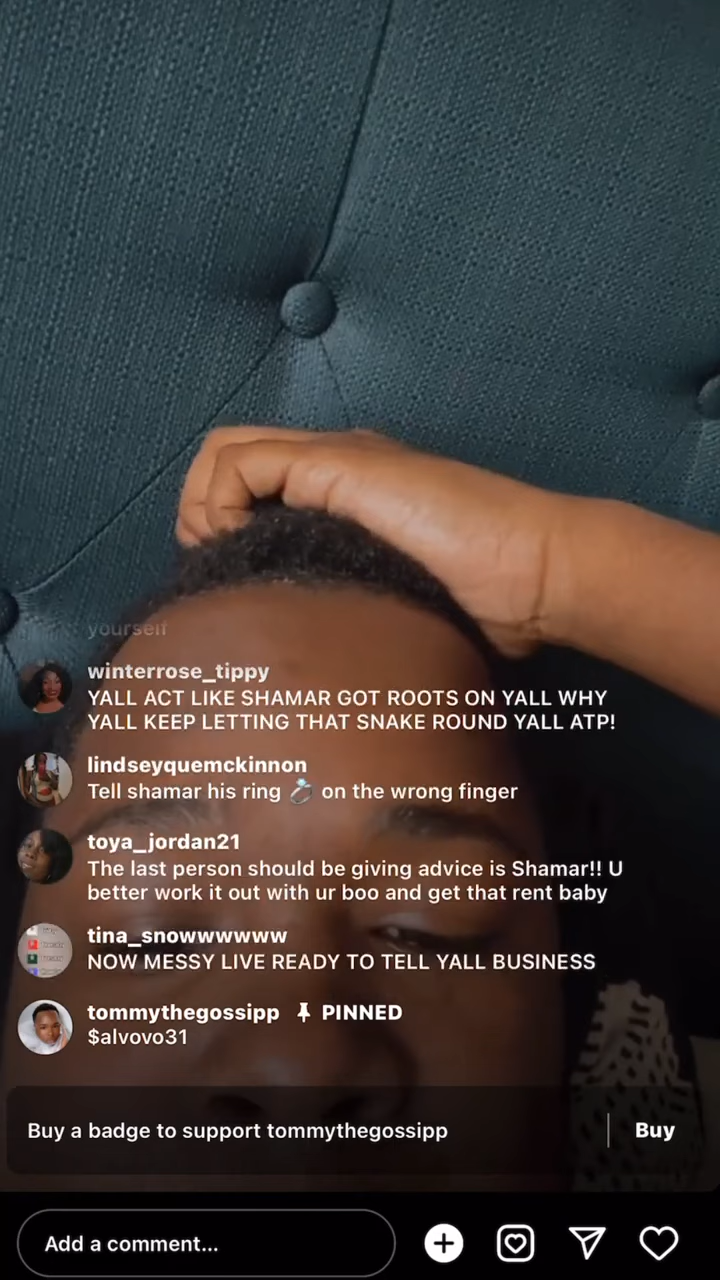 yourself
winterrose_tippy
YALL ACT LIKE SHAMAR GOT ROOTS ON YALL WHY
YALL KEEP LETTING THAT SNAKE ROUND YALL ATP!
lindseyquemckinnon
Tell shamar his ring 💍 on the wrong finger
toya_jordan21
The last person should be giving advice is Shamar!! U
better work it out with ur boo and get that rent baby
tina_snowwwwww
NOW MESSY LIVE READY TO TELL YALL BUSINESS
tommythegossipp 📌 PINNED
$alvovo31
Buy a badge to support tommythegossipp | Buy
Add a comment...